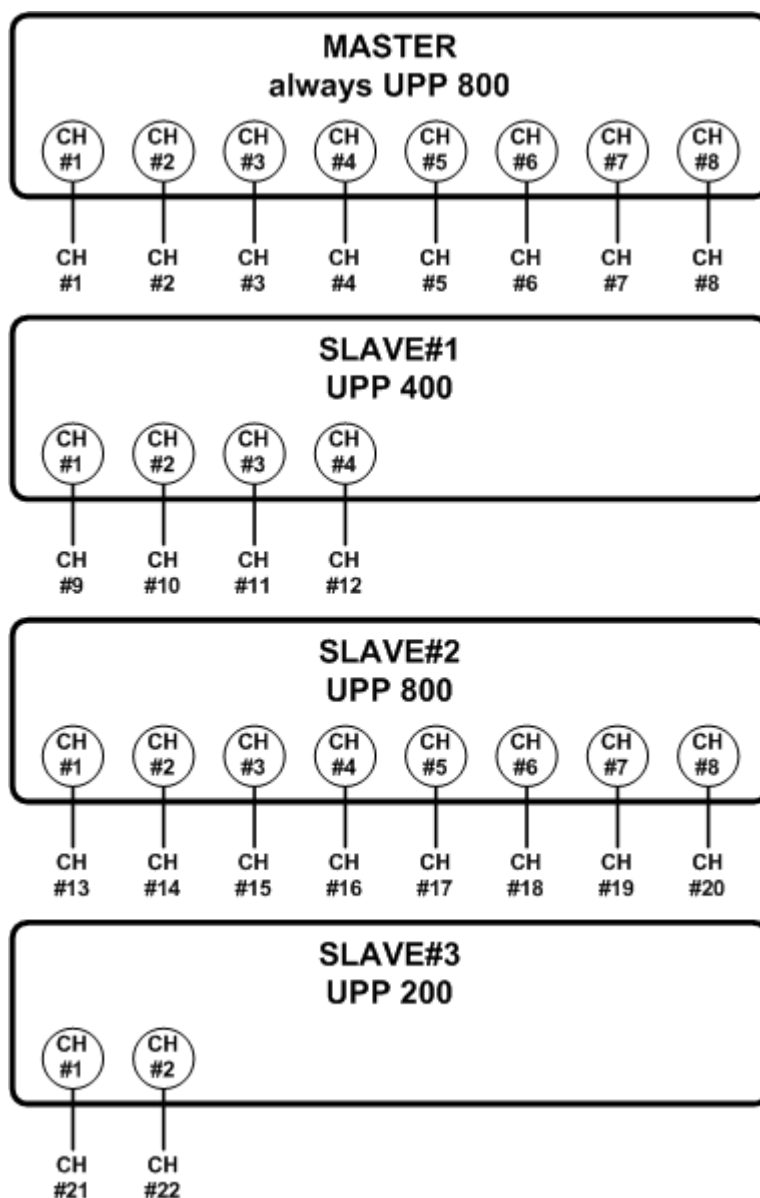 MASTER
always UPP 800
CH CH CH CH CH CH CH CH
#1 #2 #3 #4 #5 #6 #7 #8
CH CH CH CH CH CH CH CH
#1 #2 #3 #4 #5 #6 #7 #8
SLAVE#1
UPP 400
CH CH CH CH
#1 #2 #3 #4
CH CH CH CH
#9 #10 #11 #12
SLAVE#2
UPP 800
CH CH CH CH CH CH CH CH
#1 #2 #3 #4 #5 #6 #7 #8
CH CH CH CH CH CH CH CH
#13 #14 #15 #16 #17 #18 #19 #20
SLAVE#3
UPP 200
CH CH
#1 #2
CH CH
#21 #22